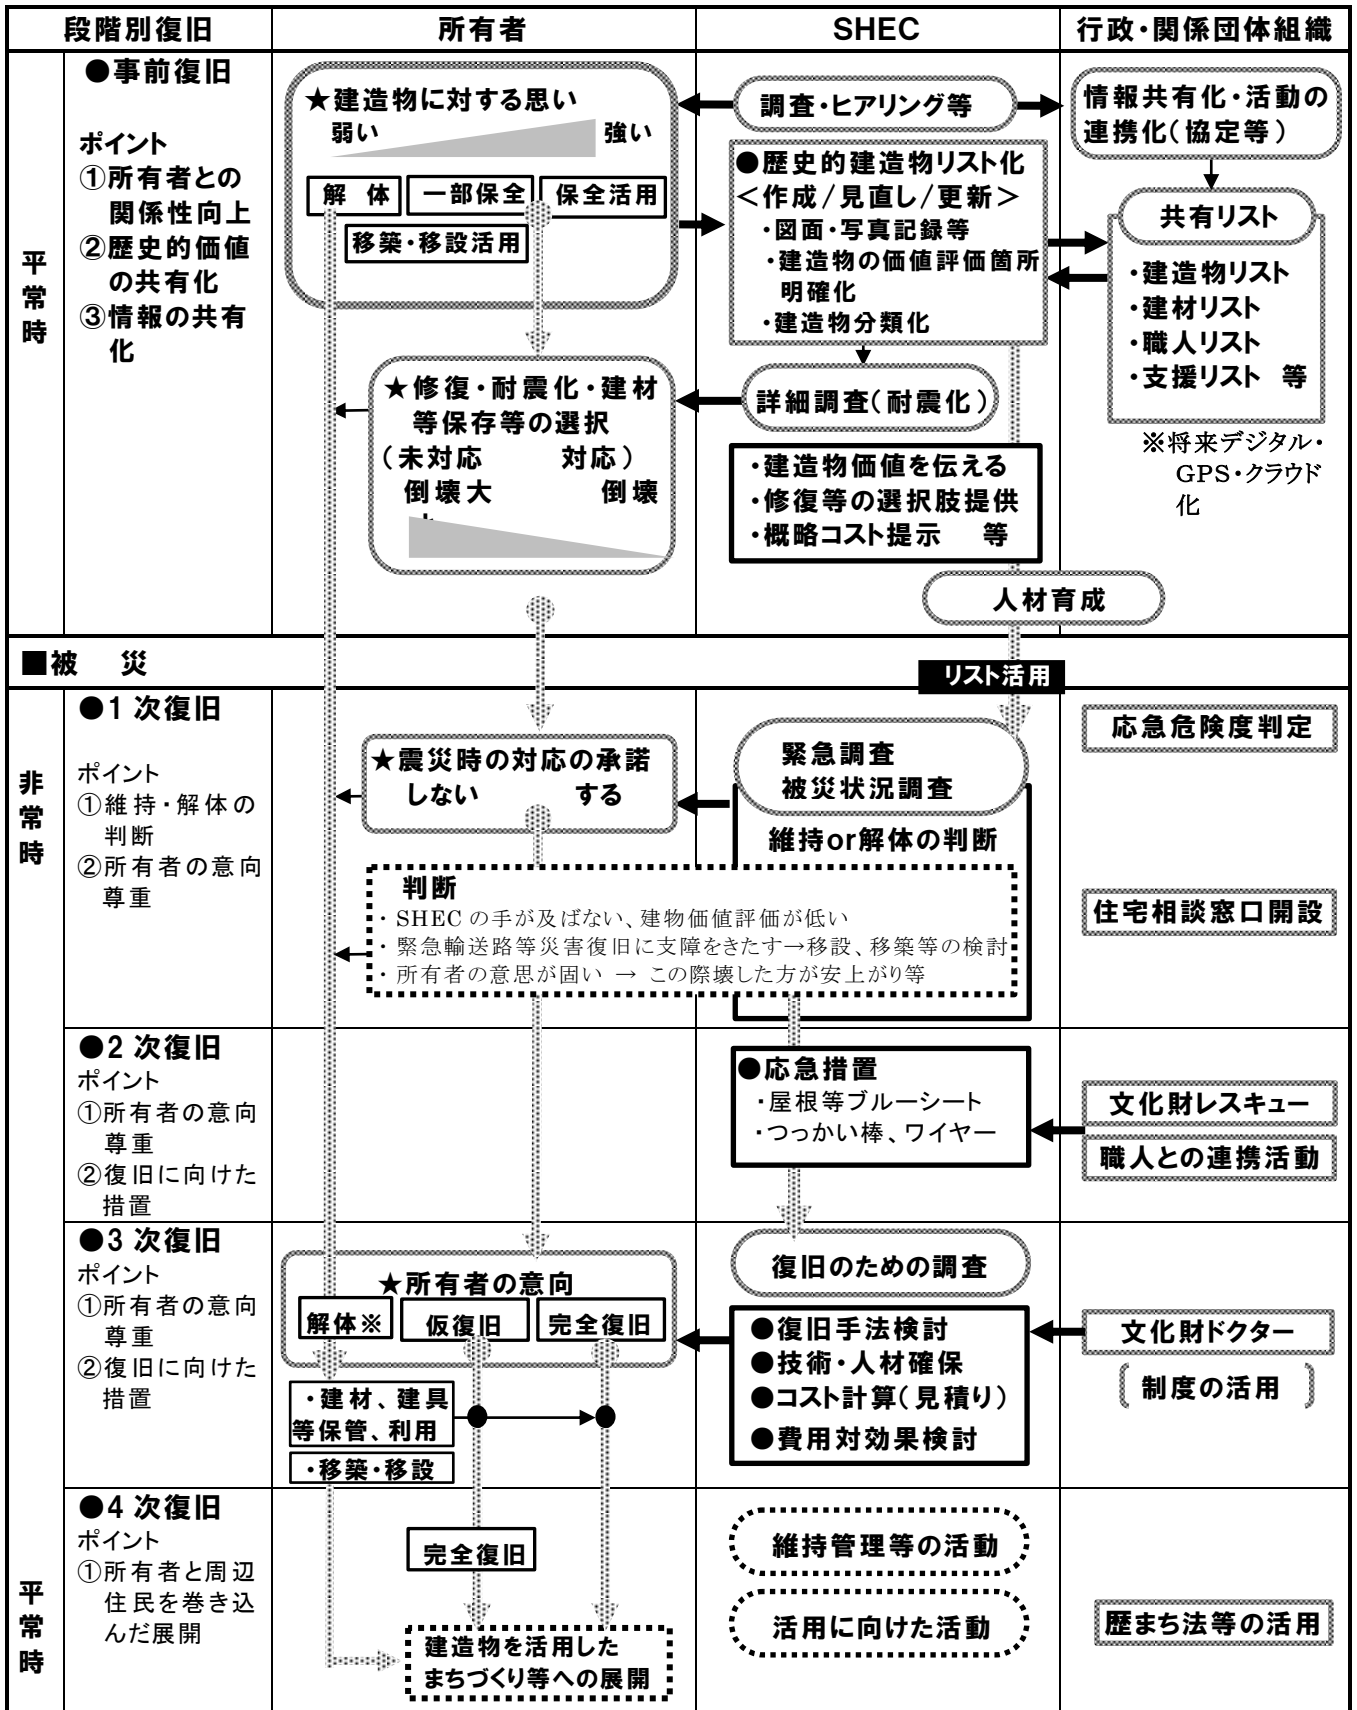 段階別復旧
所有者
SHEC
行政・関係団体組織
平常時
●事前復旧
ポイント
①所有者との
関係性向上
②歴史的価値
の共有化
③情報の共有
化
★建造物に対する思い
弱い
強い
解 体
一部保全
保全活用
移築・移設活用
★修復・耐震化・建材
等保存等の選択
(未対応 対応)
倒壊大 倒壊
調査・ヒアリング等
●歴史的建造物リスト化
<作成/見直し/更新>
・図面・写真記録等
・建造物の価値評価箇所
明確化
・建造物分類化
詳細調査(耐震化)
・建造物価値を伝える
・修復等の選択肢提供
・概略コスト提示 等
人材育成
情報共有化・活動の
連携化(協定等)
共有リスト
・建造物リスト
・建材リスト
・職人リスト
・支援リスト 等
※将来デジタル・
GPS・クラウド
化
■被 災
リスト活用
非常時
●1次復旧
ポイント
①維持・解体の
判断
②所有者の意向
尊重
★震災時の対応の承諾
しない する
緊急調査
被災状況調査
維持or解体の判断
判断
・SHECの手が及ばない、建物価値評価が低い
・緊急輸送路等災害復旧に支障をきたす→移設、移築等の検討
・所有者の意思が固い → この際壊した方が安上がり等
応急危険度判定
住宅相談窓口開設
●2次復旧
ポイント
①所有者の意向
尊重
②復旧に向けた
措置
●応急措置
・屋根等ブルーシート
・つっかい棒、ワイヤー
文化財レスキュー
職人との連携活動
●3次復旧
ポイント
①所有者の意向
尊重
②復旧に向けた
措置
★所有者の意向
解体※
仮復旧
完全復旧
・建材、建具
等保管、利用
・移築・移設
復旧のための調査
●復旧手法検討
●技術・人材確保
●コスト計算(見積り)
●費用対効果検討
文化財ドクター
制度の活用
平常時
●4次復旧
ポイント
①所有者と周辺
住民を巻き込
んだ展開
完全復旧
建造物を活用した
まちづくり等への展開
維持管理等の活動
活用に向けた活動
歴まち法等の活用